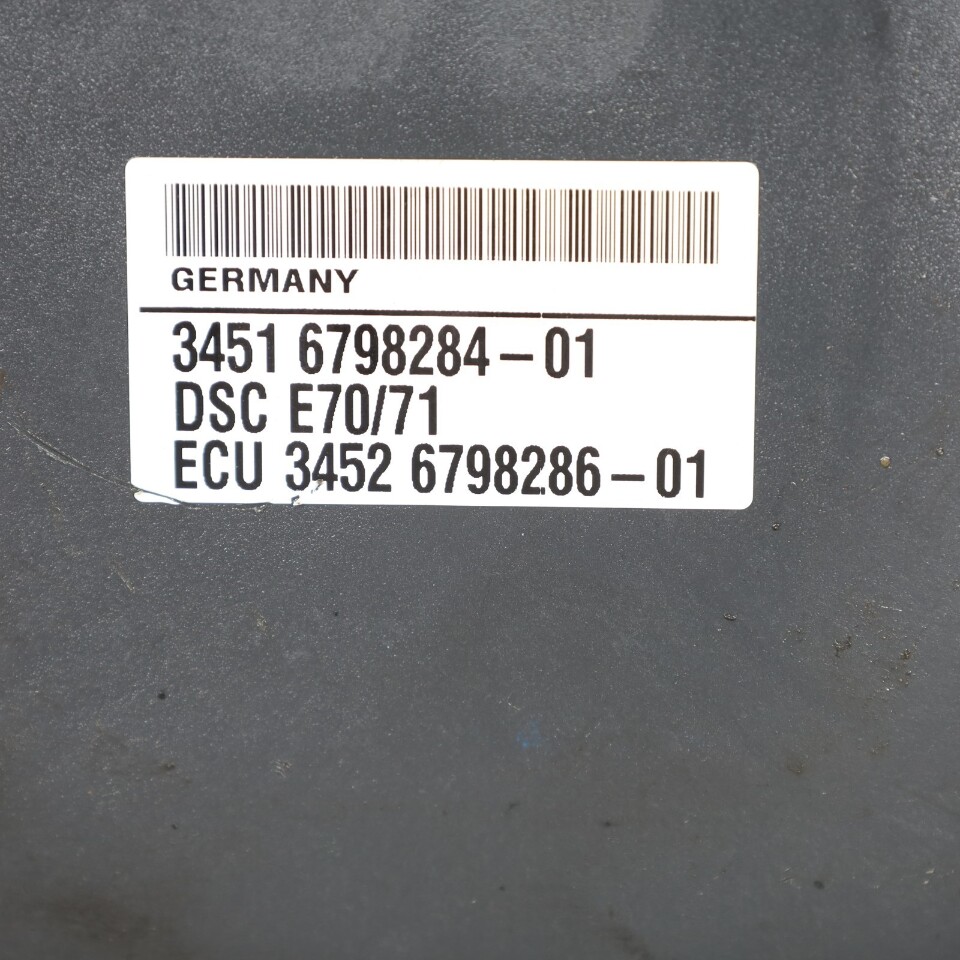 GERMANY
3451 6798284-01
DSC E70/71
ECU 3452 6798286-01